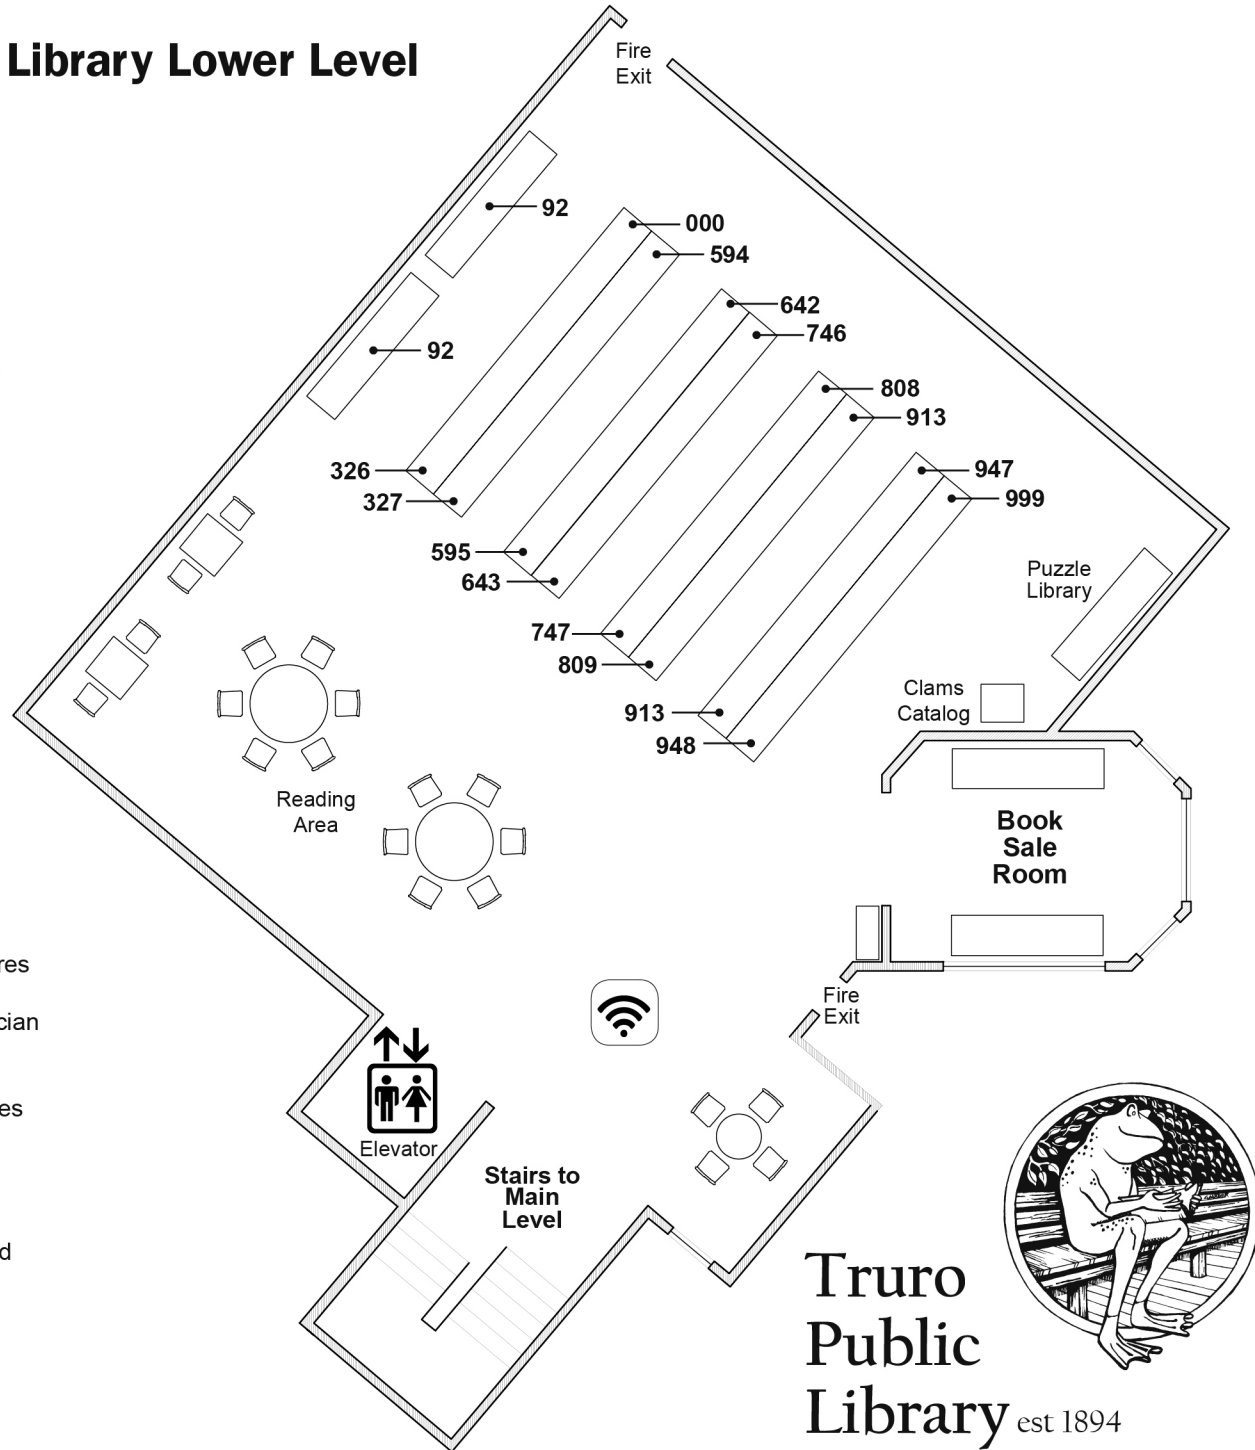 Library Lower Level
Fire
Exit
92
000
594
642
746
92
808
913
326
947
327
999
595
643
Puzzle
Library
747
809
Clams
Catalog
913
948
Reading
Area
Book
Sale
Room
res
Fire
Exit
cian
es
Elevator
Stairs to
Main
Level
d
Truro
Public
Library est 1894